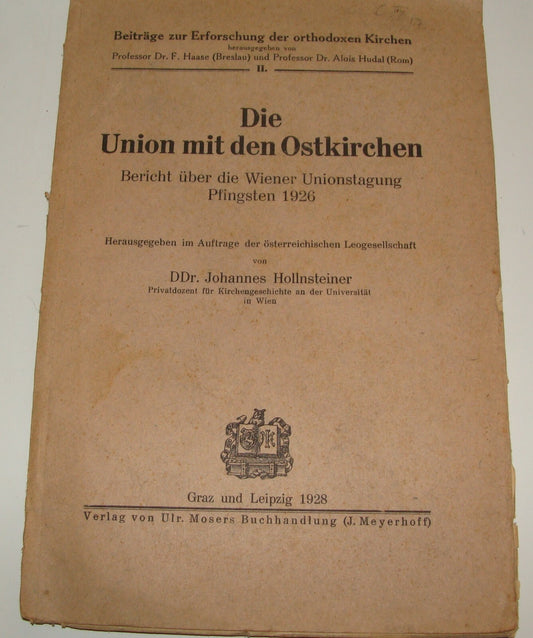 Beiträge zur Erforschung der orthodoxen Kirchen
herausgegeben von
Professor Dr. F. Haase (Breslau) und Professor Dr. Alois Hudal (Rom)
II.
Die
Union mit den Ostkirchen
Bericht über die Wiener Unionstagung
Pfingsten 1926
Herausgegeben im Auftrage der österreichischen Leogesellschaft
von
DDr. Johannes Hollnsteiner
Privatdozent für Kirchengeschichte an der Universität
in Wien
Graz und Leipzig 1928
Verlag von Ulr. Mosers Buchhandlung (J. Meyerhoff)